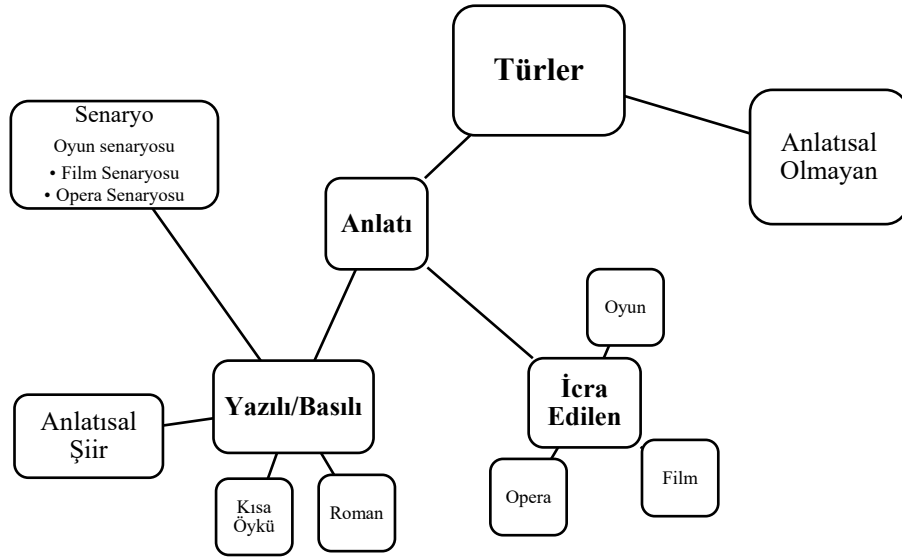 Türler
Senaryo
Oyun senaryosu
• Film Senaryosu
• Opera Senaryosu
Anlatısal
Olmayan
Anlatı
Oyun
Yazılı/Basılı
İcra
Edilen
Anlatısal
Şiir
Kısa
Öykü
Roman
Opera
Film